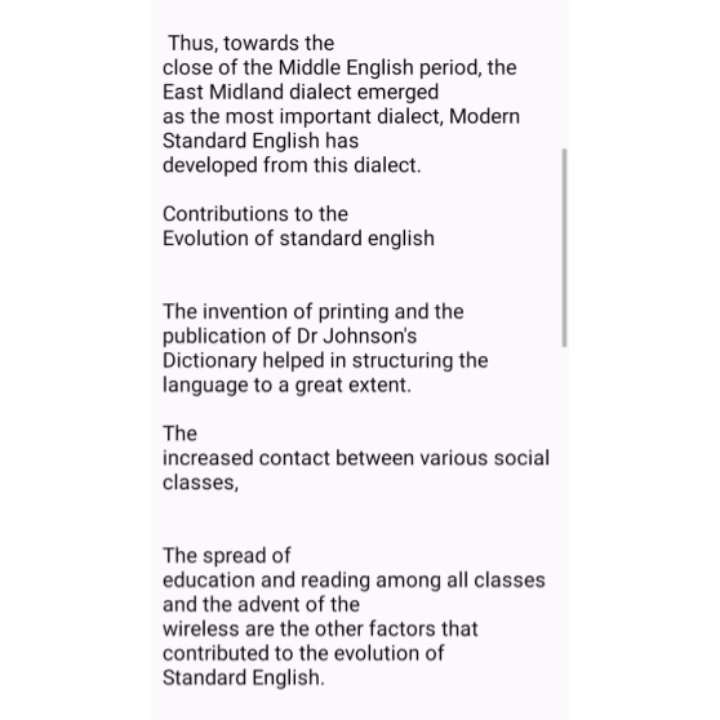 Thus, towards the
close of the Middle English period, the
East Midland dialect emerged
as the most important dialect, Modern
Standard English has
developed from this dialect.
Contributions to the
Evolution of standard english
The invention of printing and the
publication of Dr Johnson's
Dictionary helped in structuring the
language to a great extent.
The
increased contact between various social
classes,
The spread of
education and reading among all classes
and the advent of the
wireless are the other factors that
contributed to the evolution of
Standard English.